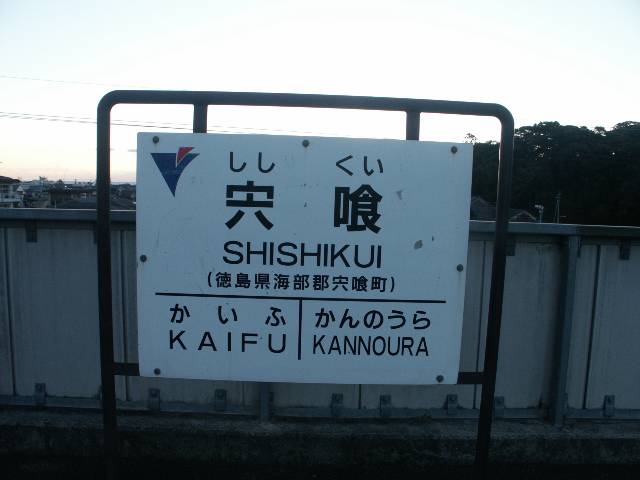 しし くい
宍 喰
SHISHIKUI
(徳島県海部郡宍喰町)
かいふ かんのうら
KAIFU KANNOURA